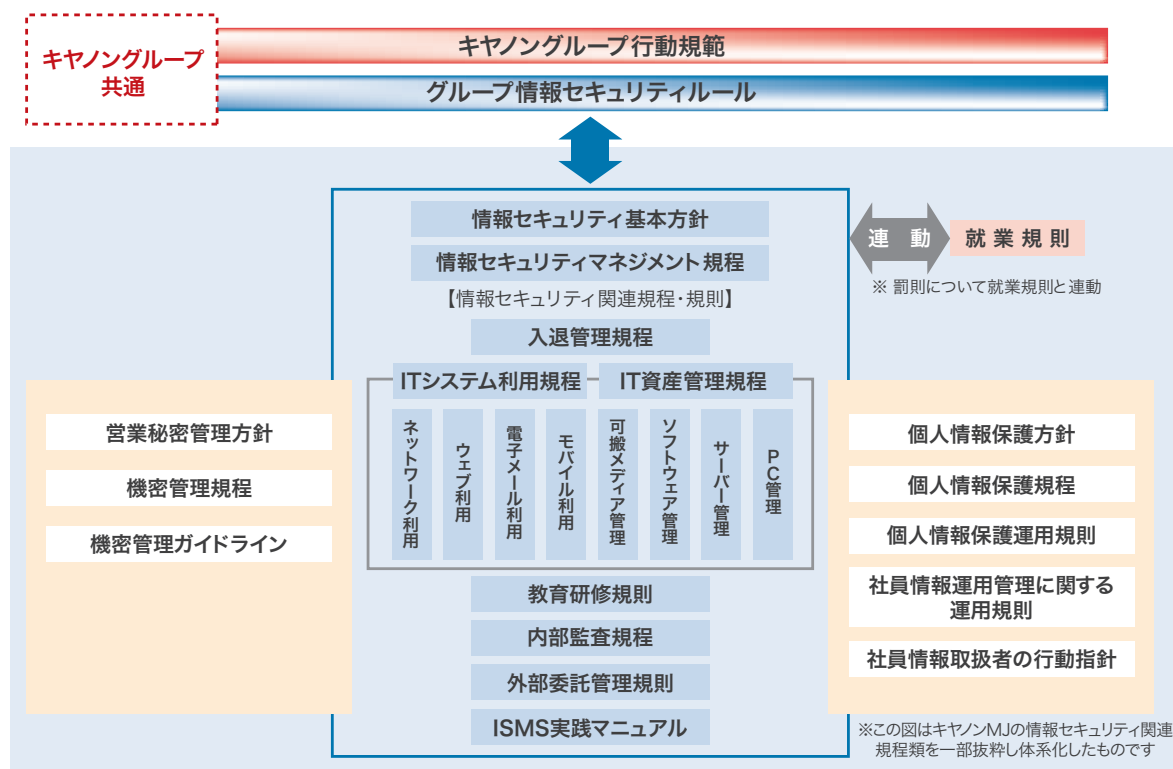 キヤノングループ
共通
キヤノングループ行動規範
グループ情報セキュリティルール
情報セキュリティ基本方針
情報セキュリティマネジメント規程
【情報セキュリティ関連規程・規則】
連動
就業規則
※ 罰則について就業規則と連動
入退管理規程
ITシステム利用規程
IT資産管理規程
ネットワーク利用
ウェブ利用
電子メール利用
モバイル利用
可搬メディア管理
ソフトウェア管理
サーバー管理
PC管理
教育研修規則
内部監査規程
外部委託管理規則
ISMS実践マニュアル
営業秘密管理方針
機密管理規程
機密管理ガイドライン
個人情報保護方針
個人情報保護規程
個人情報保護運用規則
社員情報運用管理に関する
運用規則
社員情報取扱者の行動指針
※この図はキヤノンMJの情報セキュリティ関連
規程類を一部抜粋し体系化したものです